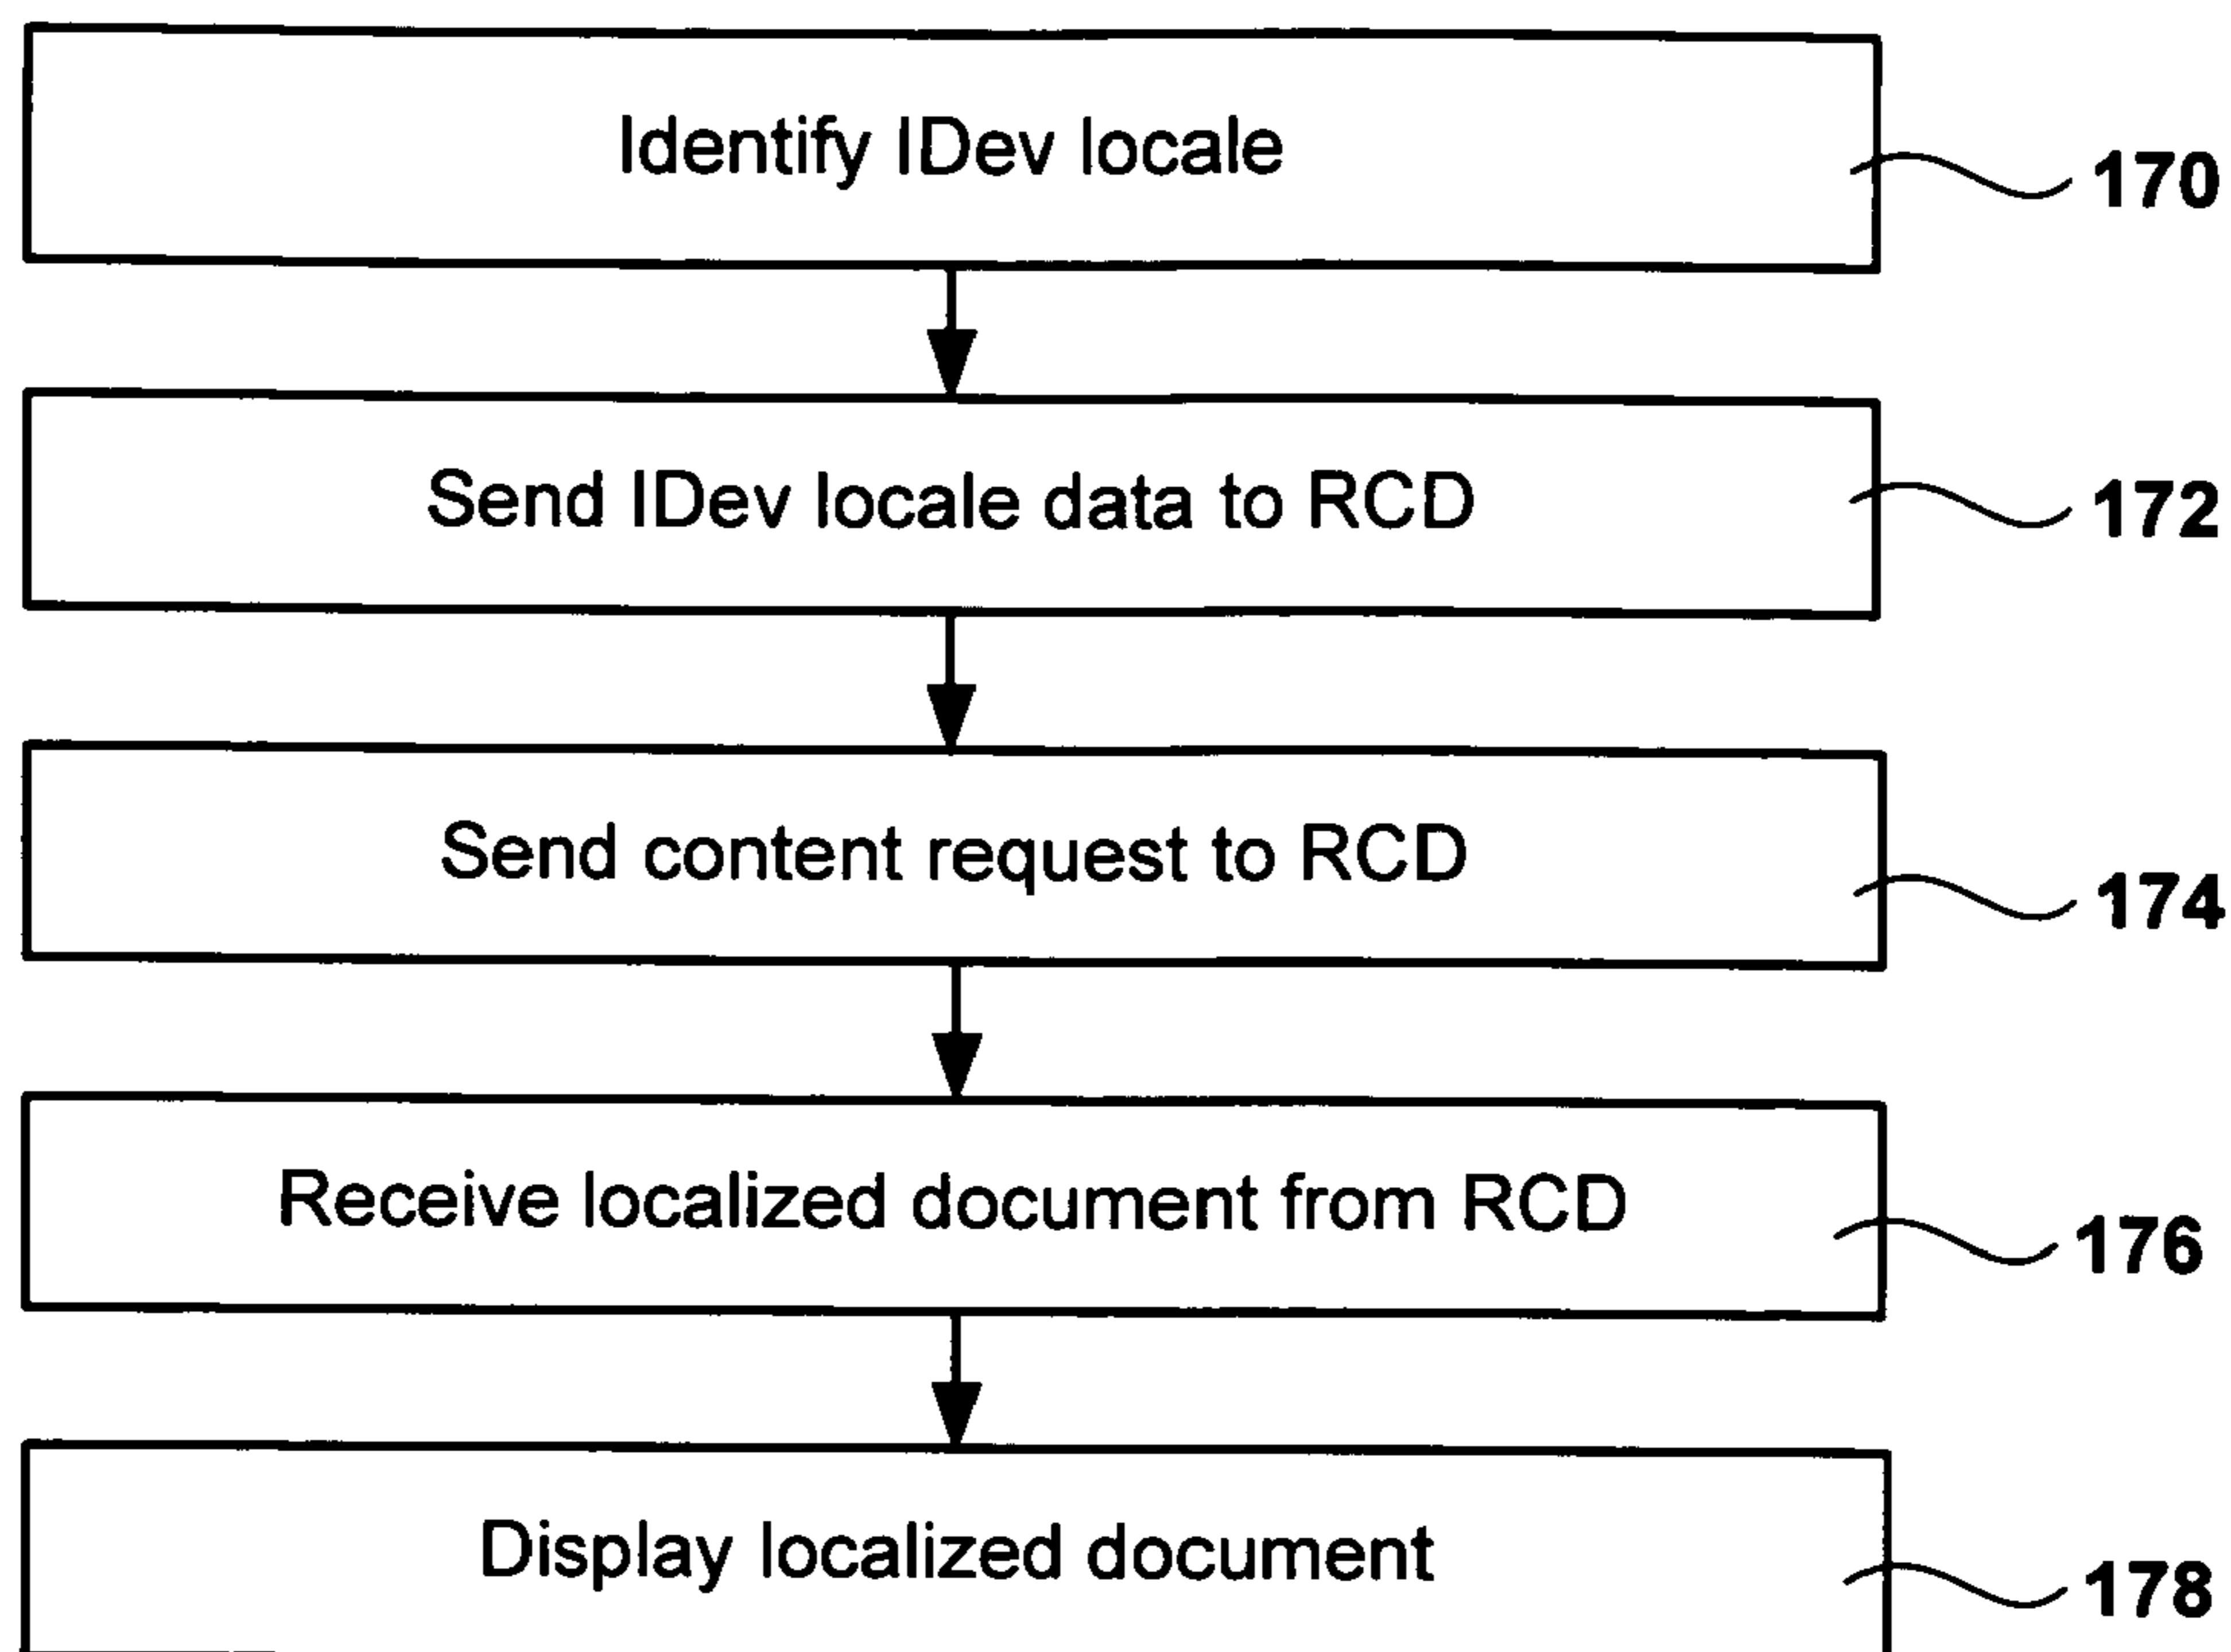 Identify IDev locale
170
Send IDev locale data to RCD
172
Send content request to RCD
174
Receive localized document from RCD
176
Display localized document
178